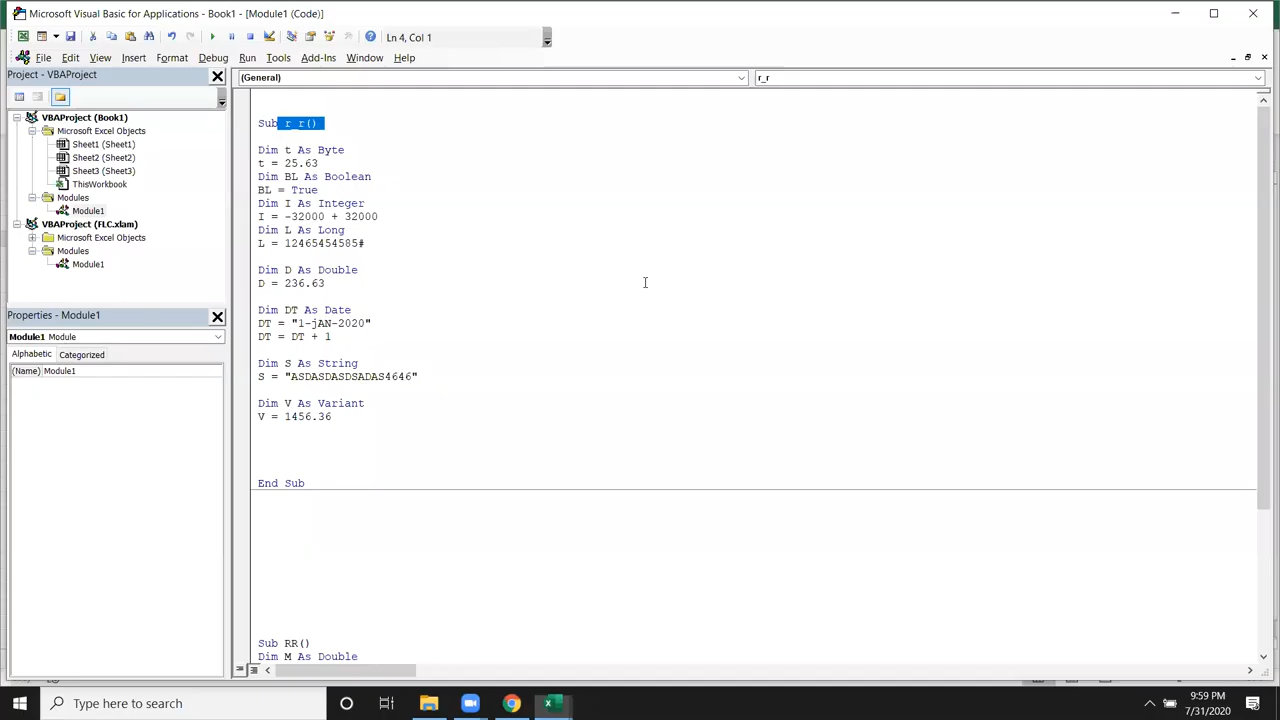 Microsoft Visual Basic for Applications - Book1 - [Module1 (Code)]
Ln 4, Col 1
File Edit View Insert Format Debug Run Tools Add-Ins Window Help
Project - VBAProject
(General)
r_r
VBAProject (Book1)
Microsoft Excel Objects
Sheet1 (Sheet1)
Sheet2 (Sheet2)
Sheet3 (Sheet3)
ThisWorkbook
Modules
Module1
VBAProject (FLC.xlam)
Microsoft Excel Objects
Modules
Module1
Properties - Module1
Module1 Module
Alphabetic Categorized
(Name) Module1
Sub r_r()
Dim t As Byte
t = 25.63
Dim BL As Boolean
BL = True
Dim I As Integer
I = -32000 + 32000
Dim L As Long
L = 12465454585#
Dim D As Double
D = 236.63
Dim DT As Date
DT = "1-jAN-2020"
DT = DT + 1
Dim S As String
S = "ASDASDASDSADAS4646"
Dim V As Variant
V = 1456.36
End Sub
Sub RR()
Dim M As Double
Type here to search
9:59 PM
7/31/2020